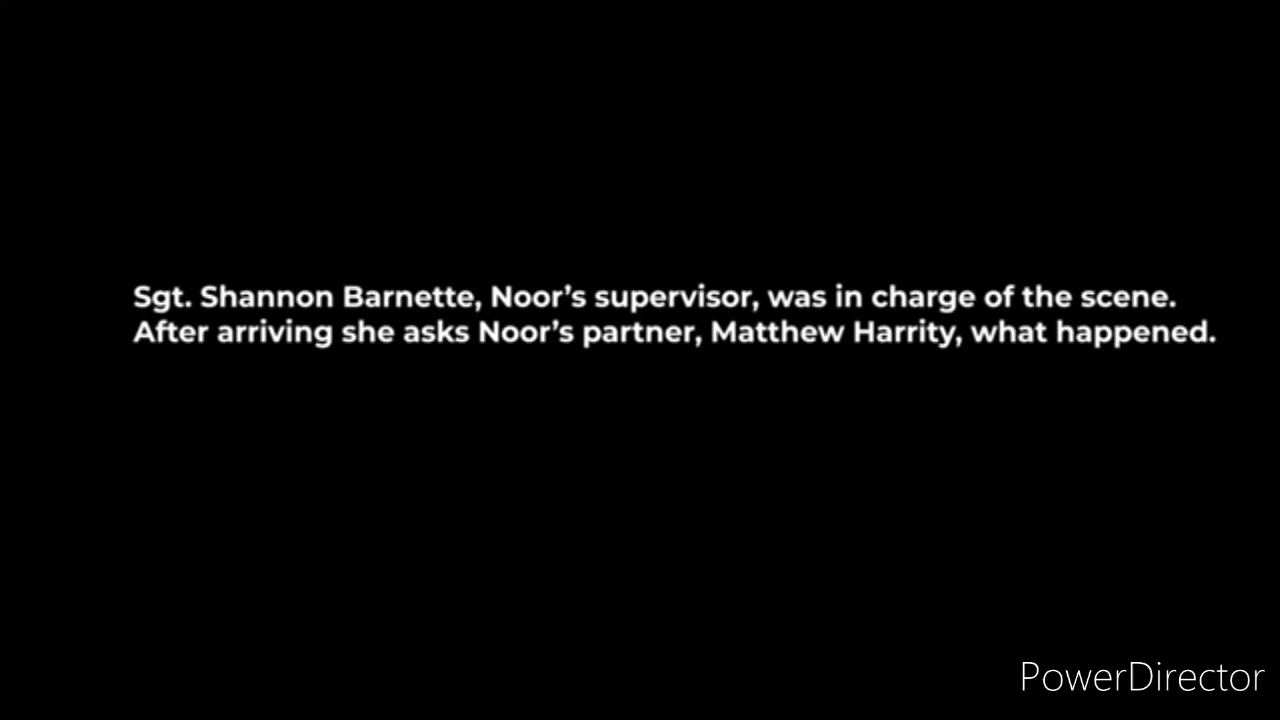 Sgt. Shannon Barnette, Noor’s supervisor, was in charge of the scene.
After arriving she asks Noor’s partner, Matthew Harrity, what happened.
PowerDirector